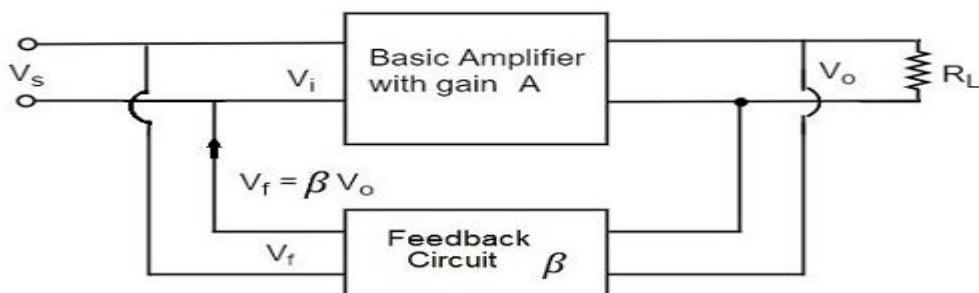 Basic Amplifier
with gain A
Vs
Vi
Vo
RL
Vf = β Vo
Feedback
Circuit β
Vf